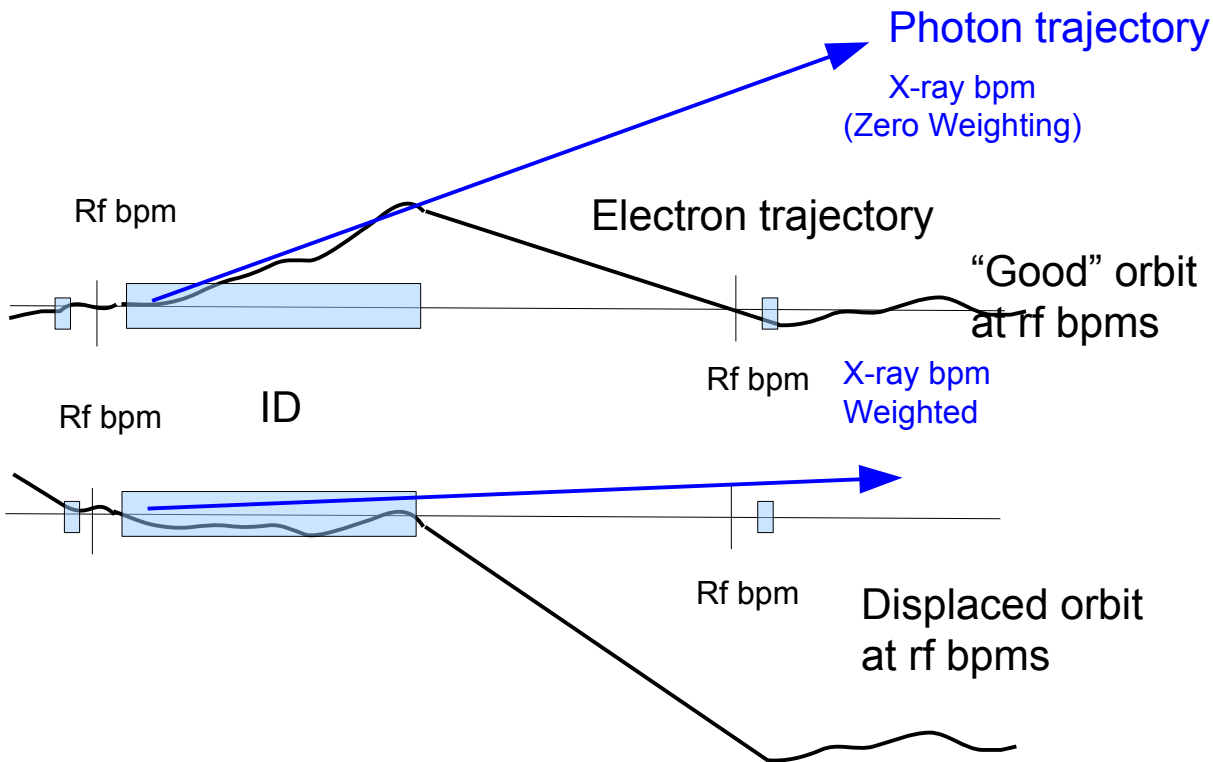 Photon trajectory
X-ray bpm
(Zero Weighting)
Rf bpm
Electron trajectory
“Good” orbit
at rf bpms
Rf bpm
X-ray bpm
Weighted
Rf bpm
ID
Rf bpm
Displaced orbit
at rf bpms